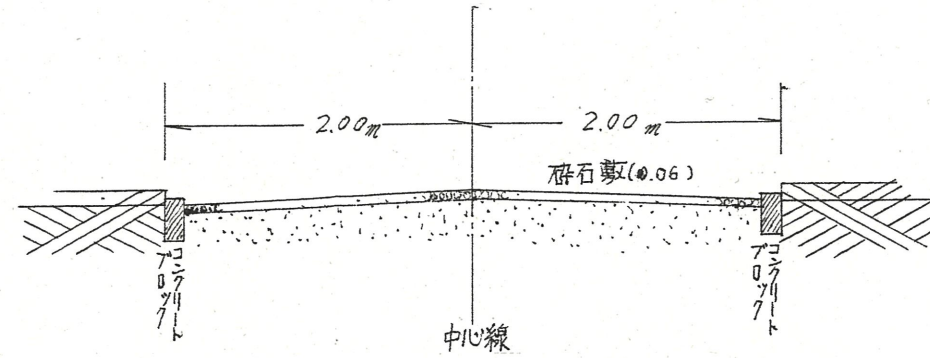 2.00m
2.00m
砕石敷(0.06)
コンクリート
ブロック
コンクリート
ブロック
中心線